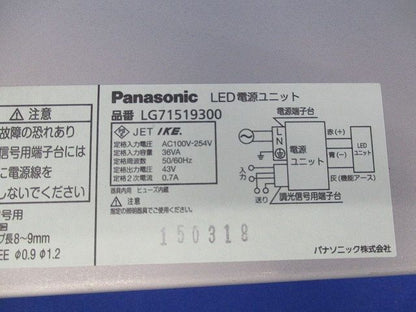 ⚠ 注意
故障の恐れあり
信号用端子台には
電源線を
しないでください
号用
プ長8～9mm
EE φ0.9 φ1.2
Panasonic LED電源ユニット
品番 LG71519300
JET IKE.
定格入力電圧 AC100V-254V
定格入力容量 36VA
定格周波数 50/60Hz
定格出力電圧 43V
定格2次電流 0.7A
器具内用 ヒューズ内蔵
指定の照明器具でご使用ください。
150318
電源端子台
L
N
電源
ユニット
赤(+)
青(-)
LED
ユニット
灰(機能アース)
入力
送り
調光信号用端子台
パナソニック株式会社